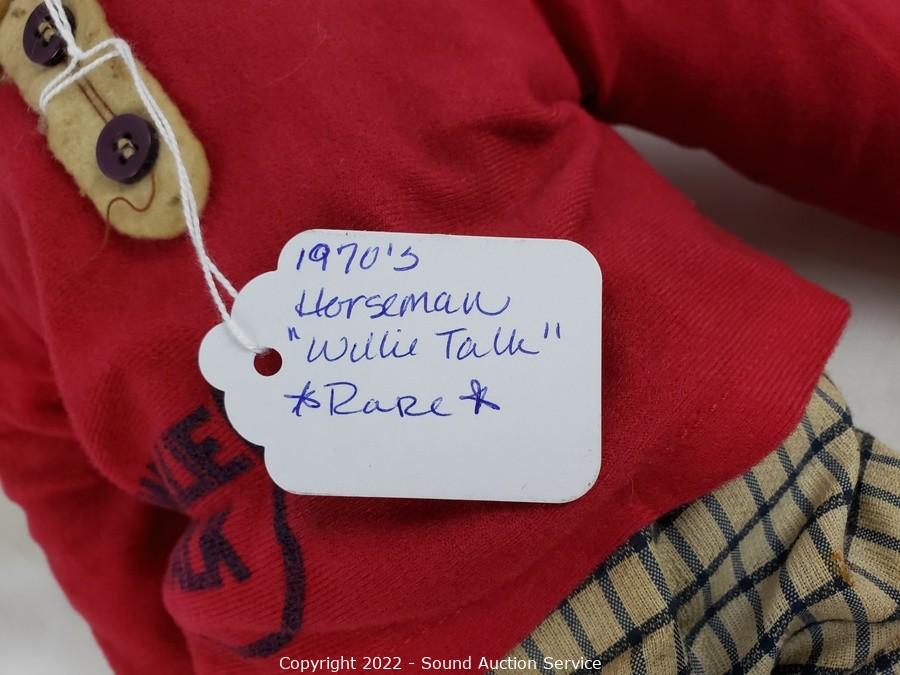 1970's
Horseman
"Willie Talk"
*Rare*
Copyright 2022 - Sound Auction Service